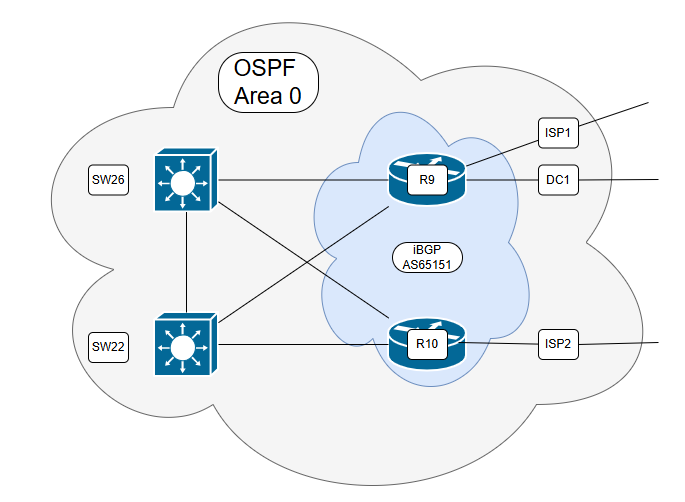 OSPF
Area 0
ISP1
SW26
R9
DC1
iBGP
AS65151
SW22
R10
ISP2